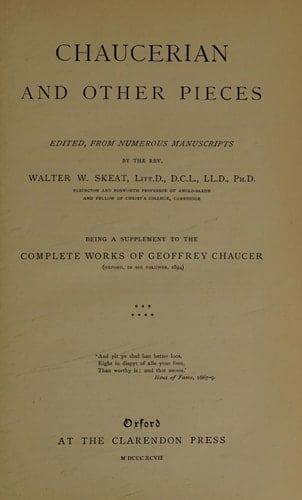 CHAUCERIAN
AND OTHER PIECES
EDITED, FROM NUMEROUS MANUSCRIPTS
BY THE REV.
WALTER W. SKEAT, LITT.D., D.C.L., LL.D., PH.D.
ELRINGTON AND BOSWORTH PROFESSOR OF ANGLO-SAXON
AND FELLOW OF CHRIST'S COLLEGE, CAMBRIDGE
BEING A SUPPLEMENT TO THE
COMPLETE WORKS OF GEOFFREY CHAUCER
(OXFORD, IN SIX VOLUMES, 1894)
* * *
* * * *
'And yit ye shul han better loos,
Right in dispyt of alle your foos,
Than worthy is; and that anoon.'
Hous of Fame, 1667-9.
Oxford
AT THE CLARENDON PRESS
M DCCC XCVII